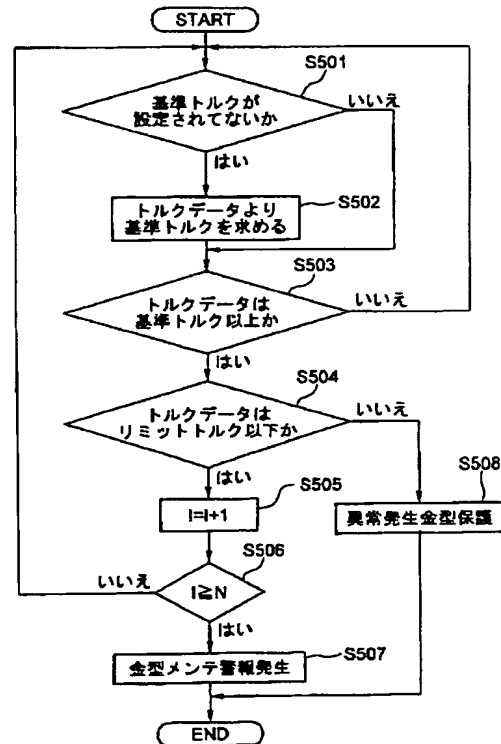 START
S501
基準トルクが
設定されてないか
いいえ
はい
S502
トルクデータより
基準トルクを求める
S503
トルクデータは
基準トルク以上か
いいえ
はい
S504
トルクデータは
リミットトルク以下か
いいえ
はい
S505
I=I+1
S508
異常発生金型保護
S506
いいえ
I≧N
はい
S507
金型メンテ警報発生
END